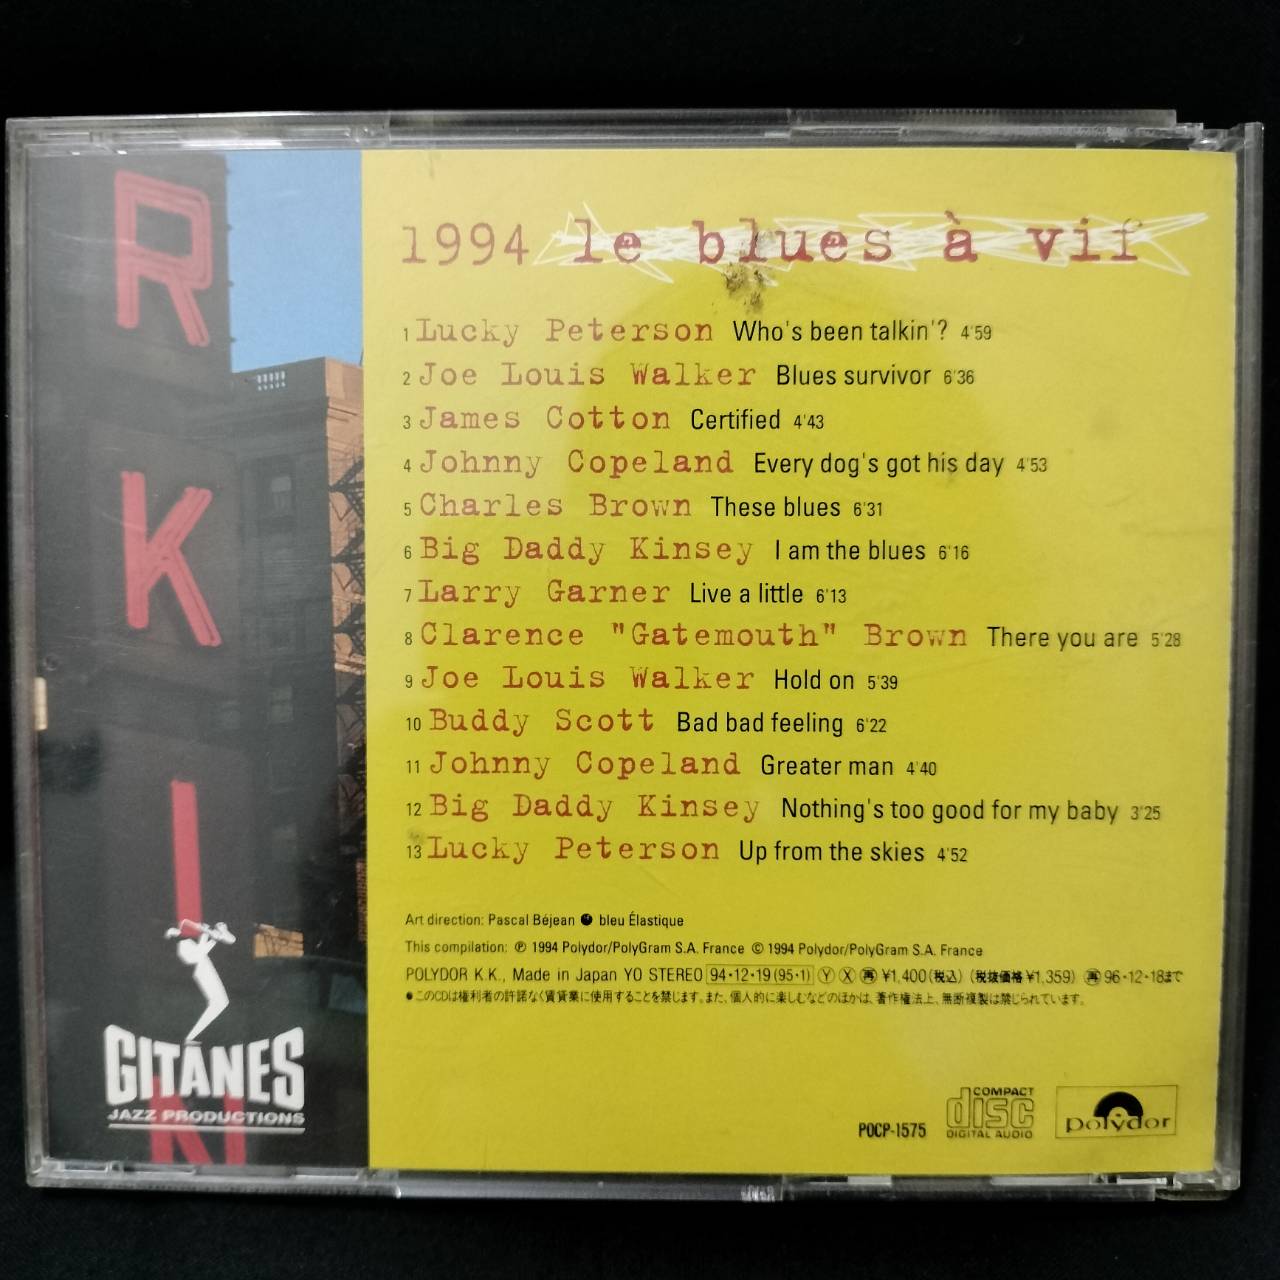 R
K
I
N
GITANES
JAZZ PRODUCTIONS
1994 le blues à vif
1 Lucky Peterson Who's been talkin'? 4'59
2 Joe Louis Walker Blues survivor 6'36
3 James Cotton Certified 4'43
4 Johnny Copeland Every dog's got his day 4'53
5 Charles Brown These blues 6'31
6 Big Daddy Kinsey I am the blues 6'16
7 Larry Garner Live a little 6'13
8 Clarence "Gatemouth" Brown There you are 5'28
9 Joe Louis Walker Hold on 5'39
10 Buddy Scott Bad bad feeling 6'22
11 Johnny Copeland Greater man 4'40
12 Big Daddy Kinsey Nothing's too good for my baby 3'25
13 Lucky Peterson Up from the skies 4'52
Art direction: Pascal Béjean ● bleu Élastique
This compilation: ℗ 1994 Polydor/PolyGram S.A. France © 1994 Polydor/PolyGram S.A. France
POLYDOR K.K., Made in Japan YO STEREO 94・12・19 (95・1) Ⓨ Ⓧ 再 ¥1,400(税込) (税抜価格¥1,359) 再 96・12・18まで
●このCDは権利者の許諾なく賃貸業に使用することを禁じます。また、個人的に楽しむなどのほかは、著作権法上、無断複製は禁じられています。
POCP-1575
COMPACT
disc
DIGITAL AUDIO
polydor